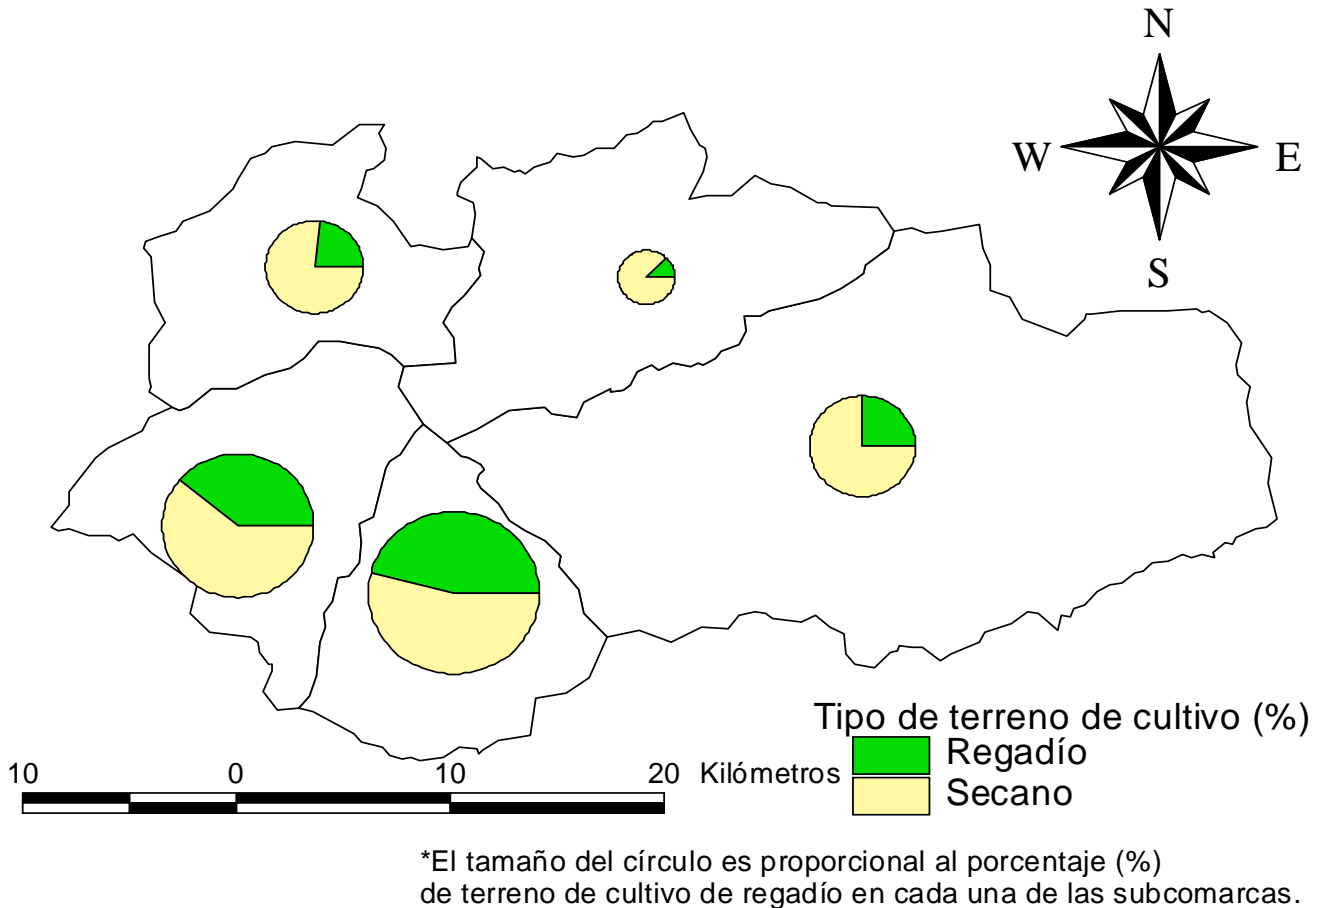 N
W E
S
Tipo de terreno de cultivo (%)
Regadío
Secano
10 0 10 20 Kilómetros
*El tamaño del círculo es proporcional al porcentaje (%)
de terreno de cultivo de regadío en cada una de las subcomarcas.